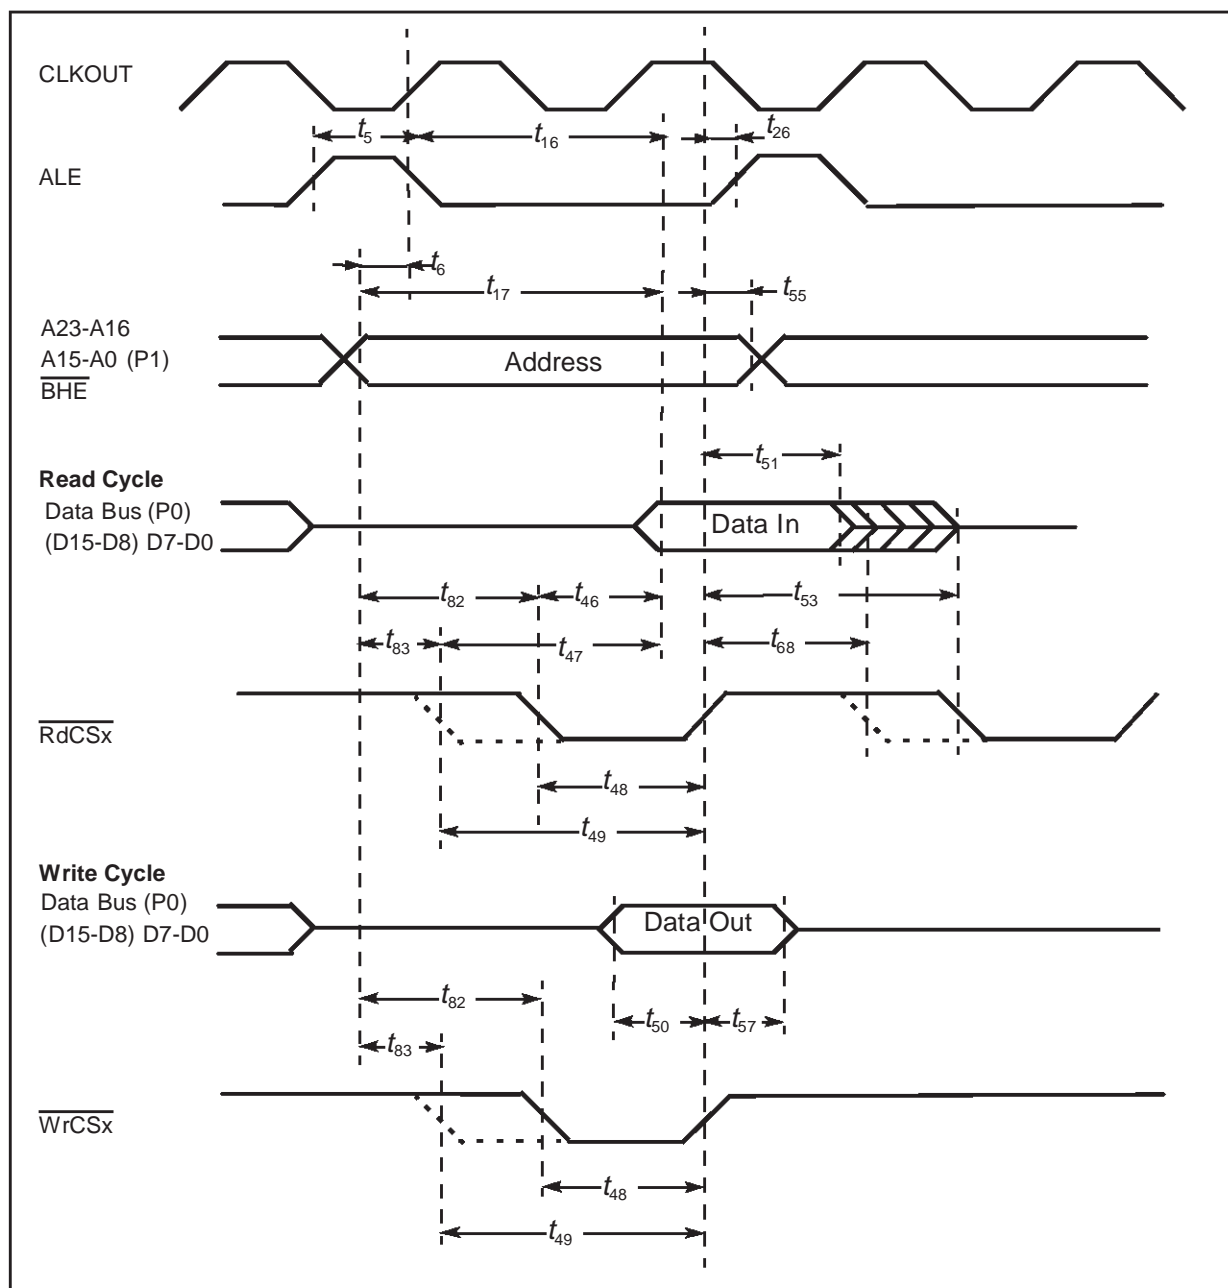 CLKOUT
t5 t16 t26
ALE
t6
t17 t55
A23-A16
A15-A0 (P1) Address
BHE
t51
Read Cycle
Data Bus (P0)
(D15-D8) D7-D0 Data In
t82 t46 t53
t83 t47 t68
RdCSx
t48
t49
Write Cycle
Data Bus (P0)
(D15-D8) D7-D0 Data Out
t82 t50 t57
t83
WrCSx
t48
t49